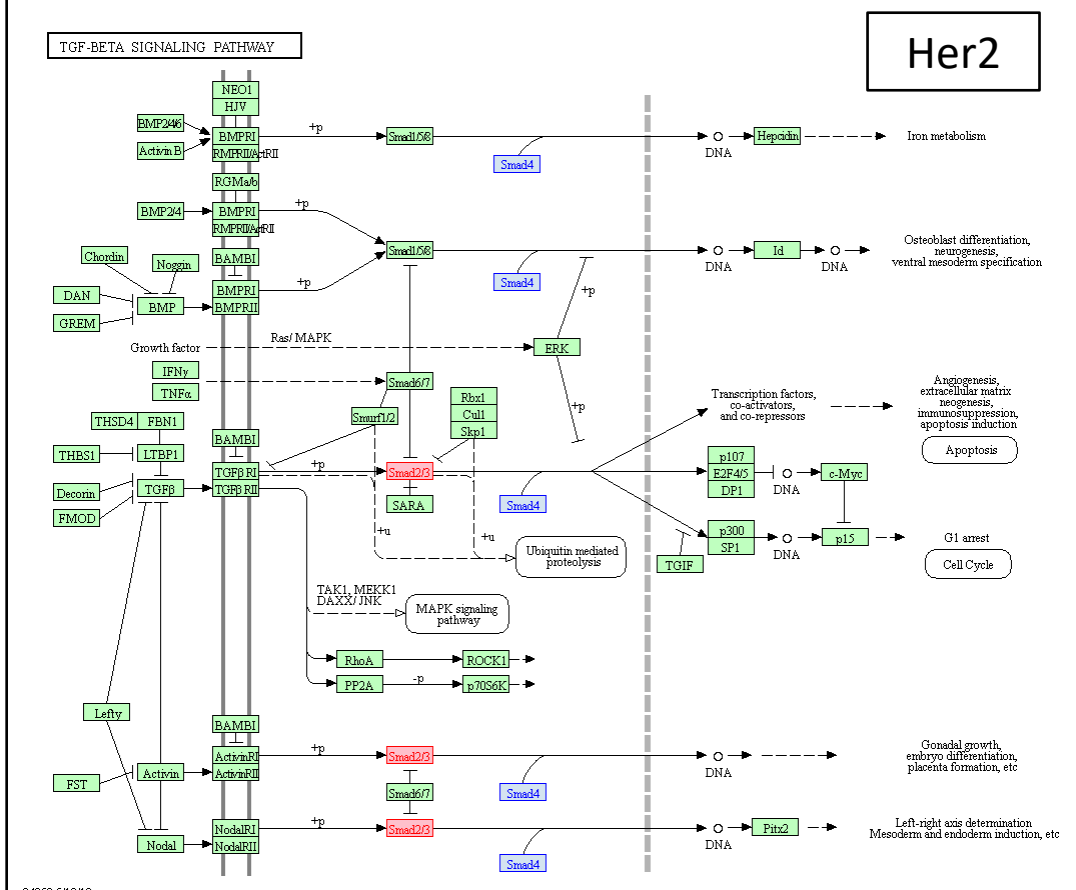 TGF-BETA SIGNALING PATHWAY
Her2
NEO1
HJV
BMP2/4/6
Activin B
BMPRI
RMPRII/ActRII
+p
Smad1/5/8
Smad4
DNA
Hepcidin
Iron metabolism
RGMa/b
BMP2/4
BMPRI
RMPRII/ActRII
+p
Smad1/5/8
Smad4
DNA
Id
DNA
Osteoblast differentiation,
neurogenesis,
ventral mesoderm specification
Chordin
Noggin
BAMBI
DAN
GREM
BMP
BMPRI
BMPRII
+p
+p
Growth factor
Ras/ MAPK
ERK
IFNγ
TNFα
Smad6/7
Rbx1
Cul1
Skp1
Smurf1/2
+p
Transcription factors,
co-activators,
and co-repressors
Angiogenesis,
extracellular matrix
neogenesis,
immunosuppression,
apoptosis induction
Apoptosis
THSD4
FBN1
THBS1
LTBP1
BAMBI
Decorin
FMOD
TGFβ
TGFβ RI
TGFβ RII
+p
Smad2/3
SARA
Smad4
p107
E2F4/5
DP1
DNA
c-Myc
+u
+u
Ubiquitin mediated
proteolysis
TGIF
p300
SP1
DNA
p15
G1 arrest
Cell Cycle
TAK1, MEKK1
DAXX/ JNK
MAPK signaling
pathway
RhoA
ROCK1
PP2A
-p
p70S6K
Lefty
BAMBI
FST
Activin
ActivinRI
ActivinRII
+p
Smad2/3
Smad4
DNA
Gonadal growth,
embryo differentiation,
placenta formation, etc
Smad6/7
Nodal
NodalRI
NodalRII
+p
Smad2/3
Smad4
DNA
Pitx2
Left-right axis determination
Mesoderm and endoderm induction, etc